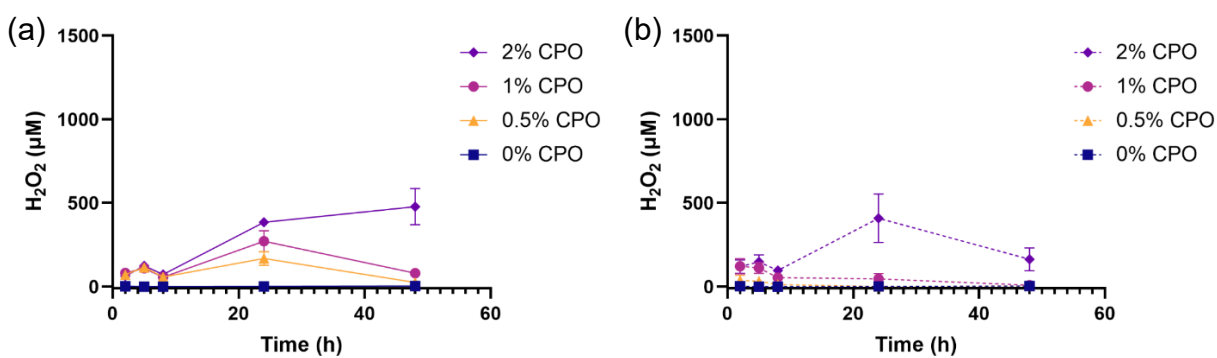 (a)
1500
1000
500
0
H₂O₂ (µM)
0
20
40
60
Time (h)
2% CPO
1% CPO
0.5% CPO
0% CPO
(b)
1500
1000
500
0
H₂O₂ (µM)
0
20
40
60
Time (h)
2% CPO
1% CPO
0.5% CPO
0% CPO